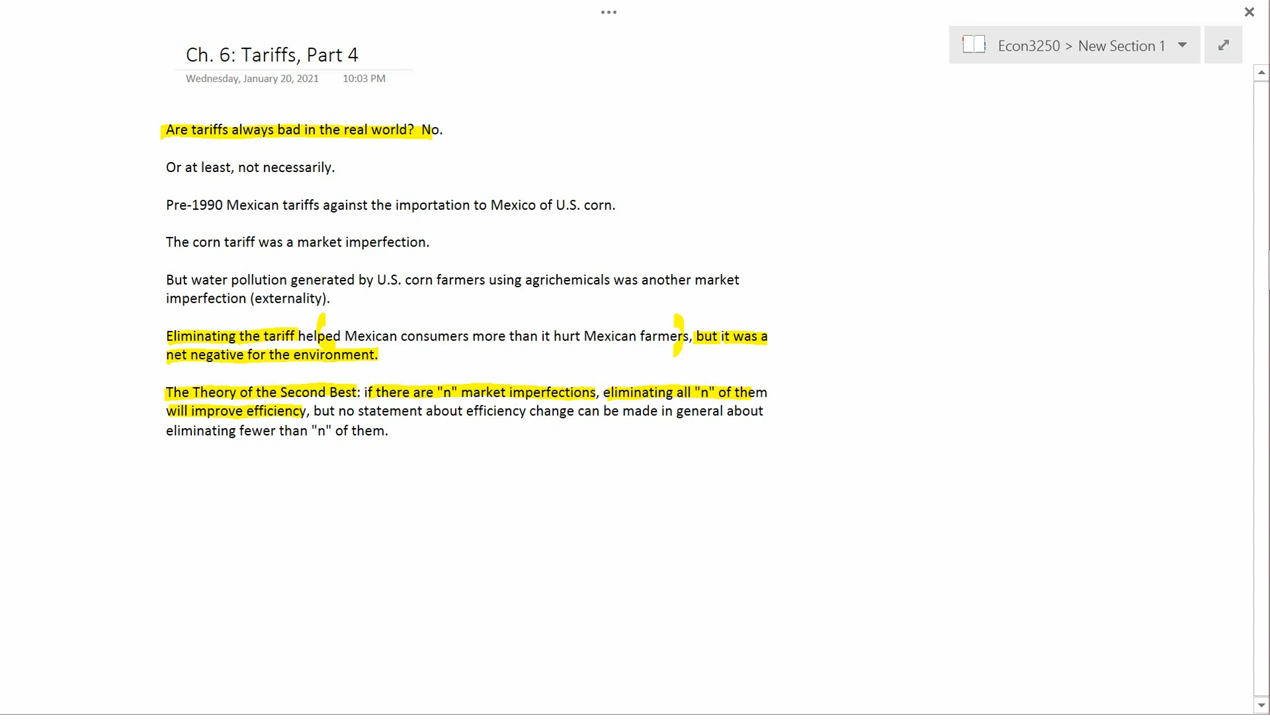 Econ3250 > New Section 1
Ch. 6: Tariffs, Part 4
Wednesday, January 20, 2021 10:03 PM
Are tariffs always bad in the real world?  No.
Or at least, not necessarily.
Pre-1990 Mexican tariffs against the importation to Mexico of U.S. corn.
The corn tariff was a market imperfection.
But water pollution generated by U.S. corn farmers using agrichemicals was another market
imperfection (externality).
Eliminating the tariff helped Mexican consumers more than it hurt Mexican farmers, but it was a
net negative for the environment.
The Theory of the Second Best: if there are "n" market imperfections, eliminating all "n" of them
will improve efficiency, but no statement about efficiency change can be made in general about
eliminating fewer than "n" of them.